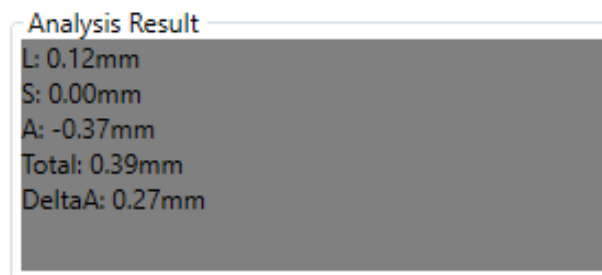 Analysis Result
L: 0.12mm
S: 0.00mm
A: -0.37mm
Total: 0.39mm
DeltaA: 0.27mm